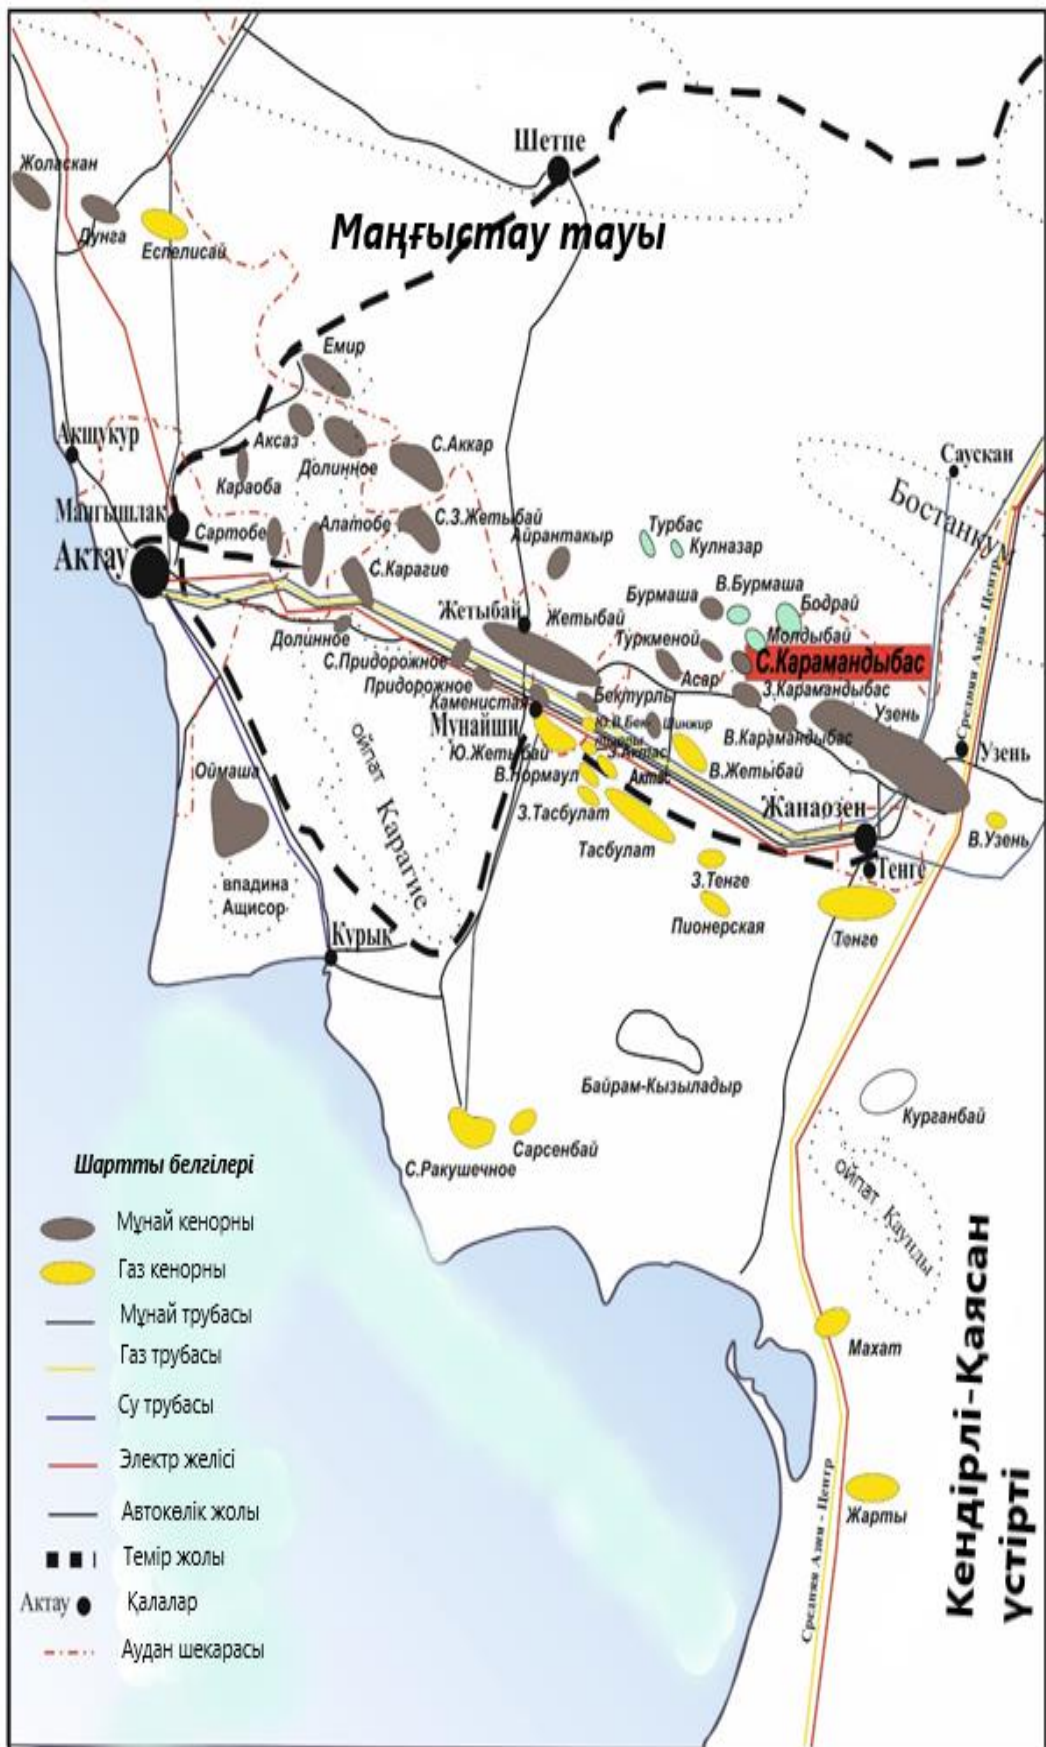 Шетпе
Жоласкан
Дунга
Еспелисай
Маңғыстау тауы
Емир
Аксаз
Долинное
С.Аккар
Акшукур
Караоба
Саускан
Бостанкум
Мангышлак
Сартобе
Алатобе
С.З.Жетыбай
Айрантакыр
Турбас
Кулназар
Актау
С.Карагие
Бурмаша
В.Бурмаша
Бодрай
Жетыбай
Жетыбай
Долинное
Туркменой
Молдыбай
С.Карамандыбас
С.Придорожное
Придорожное
Асар
З.Карамандыбас
Каменистая
Бектурлы
Узень
Мунайши
Шинжир
В.Карамандыбас
Узень
Ю.Жетыбай
З.Актас
Актас
В.Жетыбай
Оймаша
В.Нормаул
З.Тасбулат
Жанаозен
Тасбулат
В.Узень
ойпат
Карагие
З.Тенге
Тенге
впадина
Ащисор
Пионерская
Тенге
Курык
Средняя Азия - Центр
Байрам-Кызыладыр
Курганбай
С.Ракушечное
Сарсенбай
ойпат Қаунды
Махат
Жарты
Средняя Азия - Центр
Кендірлі-Қаясан
үстірті
Шартты белгілері
Мұнай кенорны
Газ кенорны
Мұнай трубасы
Газ трубасы
Су трубасы
Электр желісі
Автокөлік жолы
Темір жолы
Актау
Қалалар
Аудан шекарасы